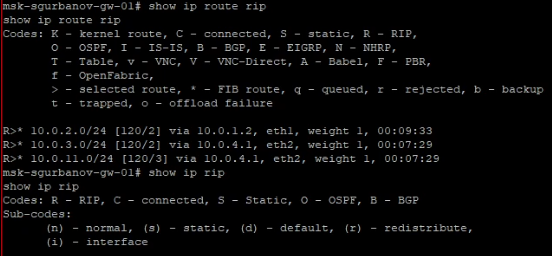 msk-sgurbanov-gw-01# show ip route rip
show ip route rip
Codes: K - kernel route, C - connected, S - static, R - RIP,
O - OSPF, I - IS-IS, B - BGP, E - EIGRP, N - NHRP,
T - Table, v - VNC, V - VNC-Direct, A - Babel, F - PBR,
f - OpenFabric,
> - selected route, * - FIB route, q - queued, r - rejected, b - backup
t - trapped, o - offload failure
R>* 10.0.2.0/24 [120/2] via 10.0.1.2, eth1, weight 1, 00:09:33
R>* 10.0.3.0/24 [120/2] via 10.0.4.1, eth2, weight 1, 00:07:29
R>* 10.0.11.0/24 [120/3] via 10.0.4.1, eth2, weight 1, 00:07:29
msk-sgurbanov-gw-01# show ip rip
show ip rip
Codes: R - RIP, C - connected, S - Static, O - OSPF, B - BGP
Sub-codes:
(n) - normal, (s) - static, (d) - default, (r) - redistribute,
(i) - interface